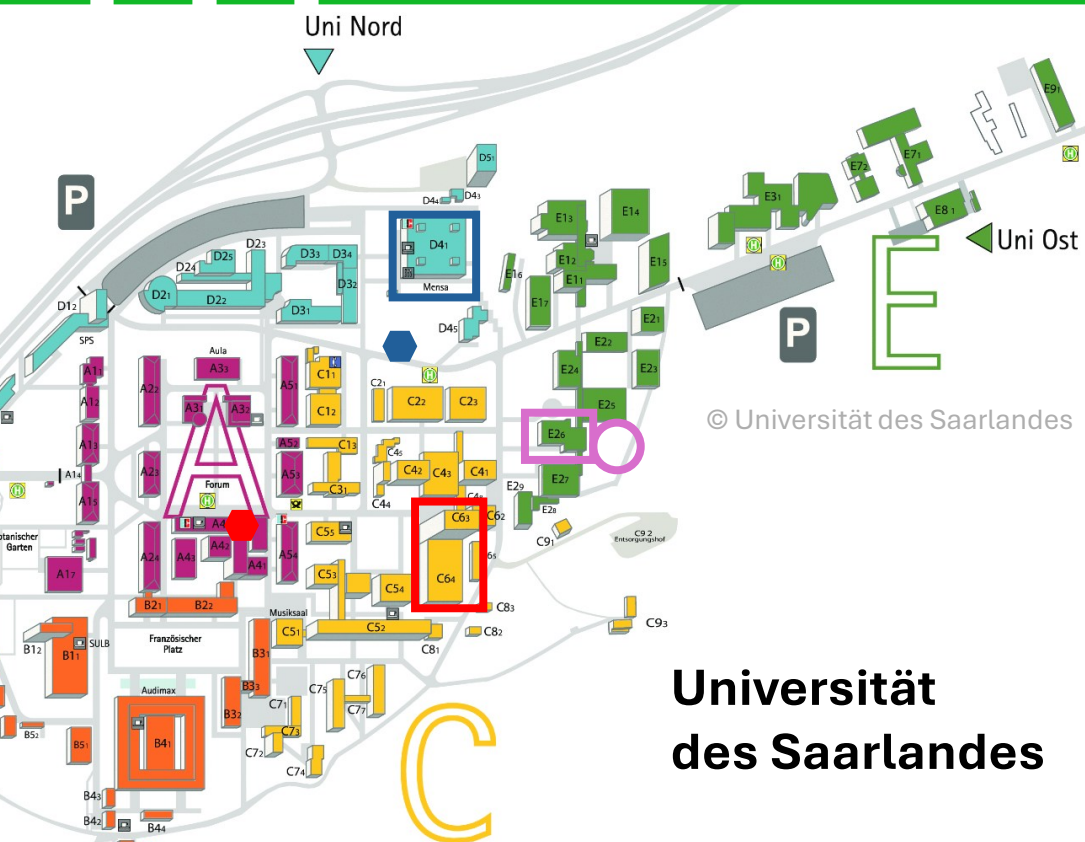 Uni Nord
P
D5₁
D4₄
D4₃
D4₁
Mensa
D2₃
D2₅
D2₄
D3₃
D3₄
D3₂
D2₁
D2₂
D3₁
D1₂
SPS
D4₅
E9₁
E7₁
E7₂
E3₁
E8 1
Uni Ost
E
P
E1₃
E1₄
E1₂
E1₁
E1₅
E1₆
E1₇
E2₁
E2₂
E2₄
E2₃
E2₅
E2₆
E2₇
E2₉
E2₈
© Universität des Saarlandes
Aula
A3₃
A1₁
A2₂
A5₁
C1₁
A1₂
A3₁
A3₂
C1₂
C2₁
C2₂
C2₃
A
A1₃
A5₂
C1₃
C4₅
A2₃
A5₃
C4₂
C4₃
C4₁
A1₄
Forum
C3₁
C4₄
A1₅
C6₃
C6₂
C5₅
C9₁
C9 2
Entsorgungshof
Garten
A2₄
A4₃
A4₂
A4₁
A5₄
A1₇
C5₃
C5₄
C6₄
B2₁
B2₂
Musiksaal
C5₁
C5₂
C8₃
C8₂
C8₁
C9₃
Französischer
Platz
B1₂
B1₁
SULB
B3₁
B3₃
B3₂
Audimax
B4₁
B5₂
B5₁
B4₃
B4₂
B4₄
C7₆
C7₅
C7₇
C7₁
C7₃
C7₂
C7₄
C
Universität
des Saarlandes